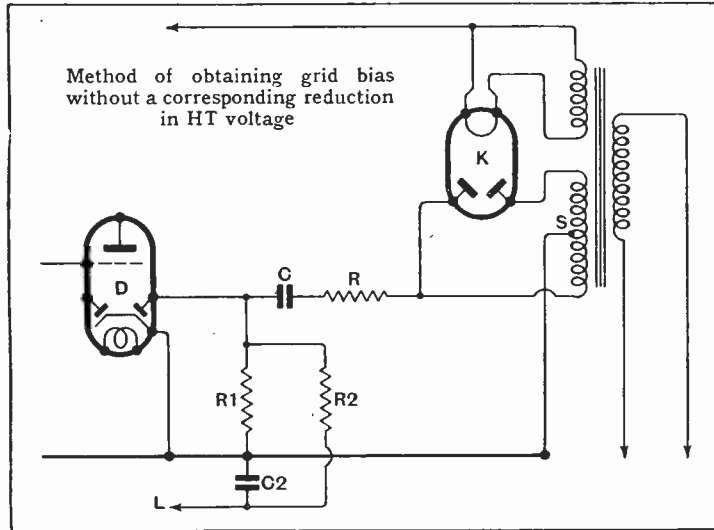 Method of obtaining grid bias
without a corresponding reduction
in HT voltage
K
S
D
C
R
R1
R2
C2
L